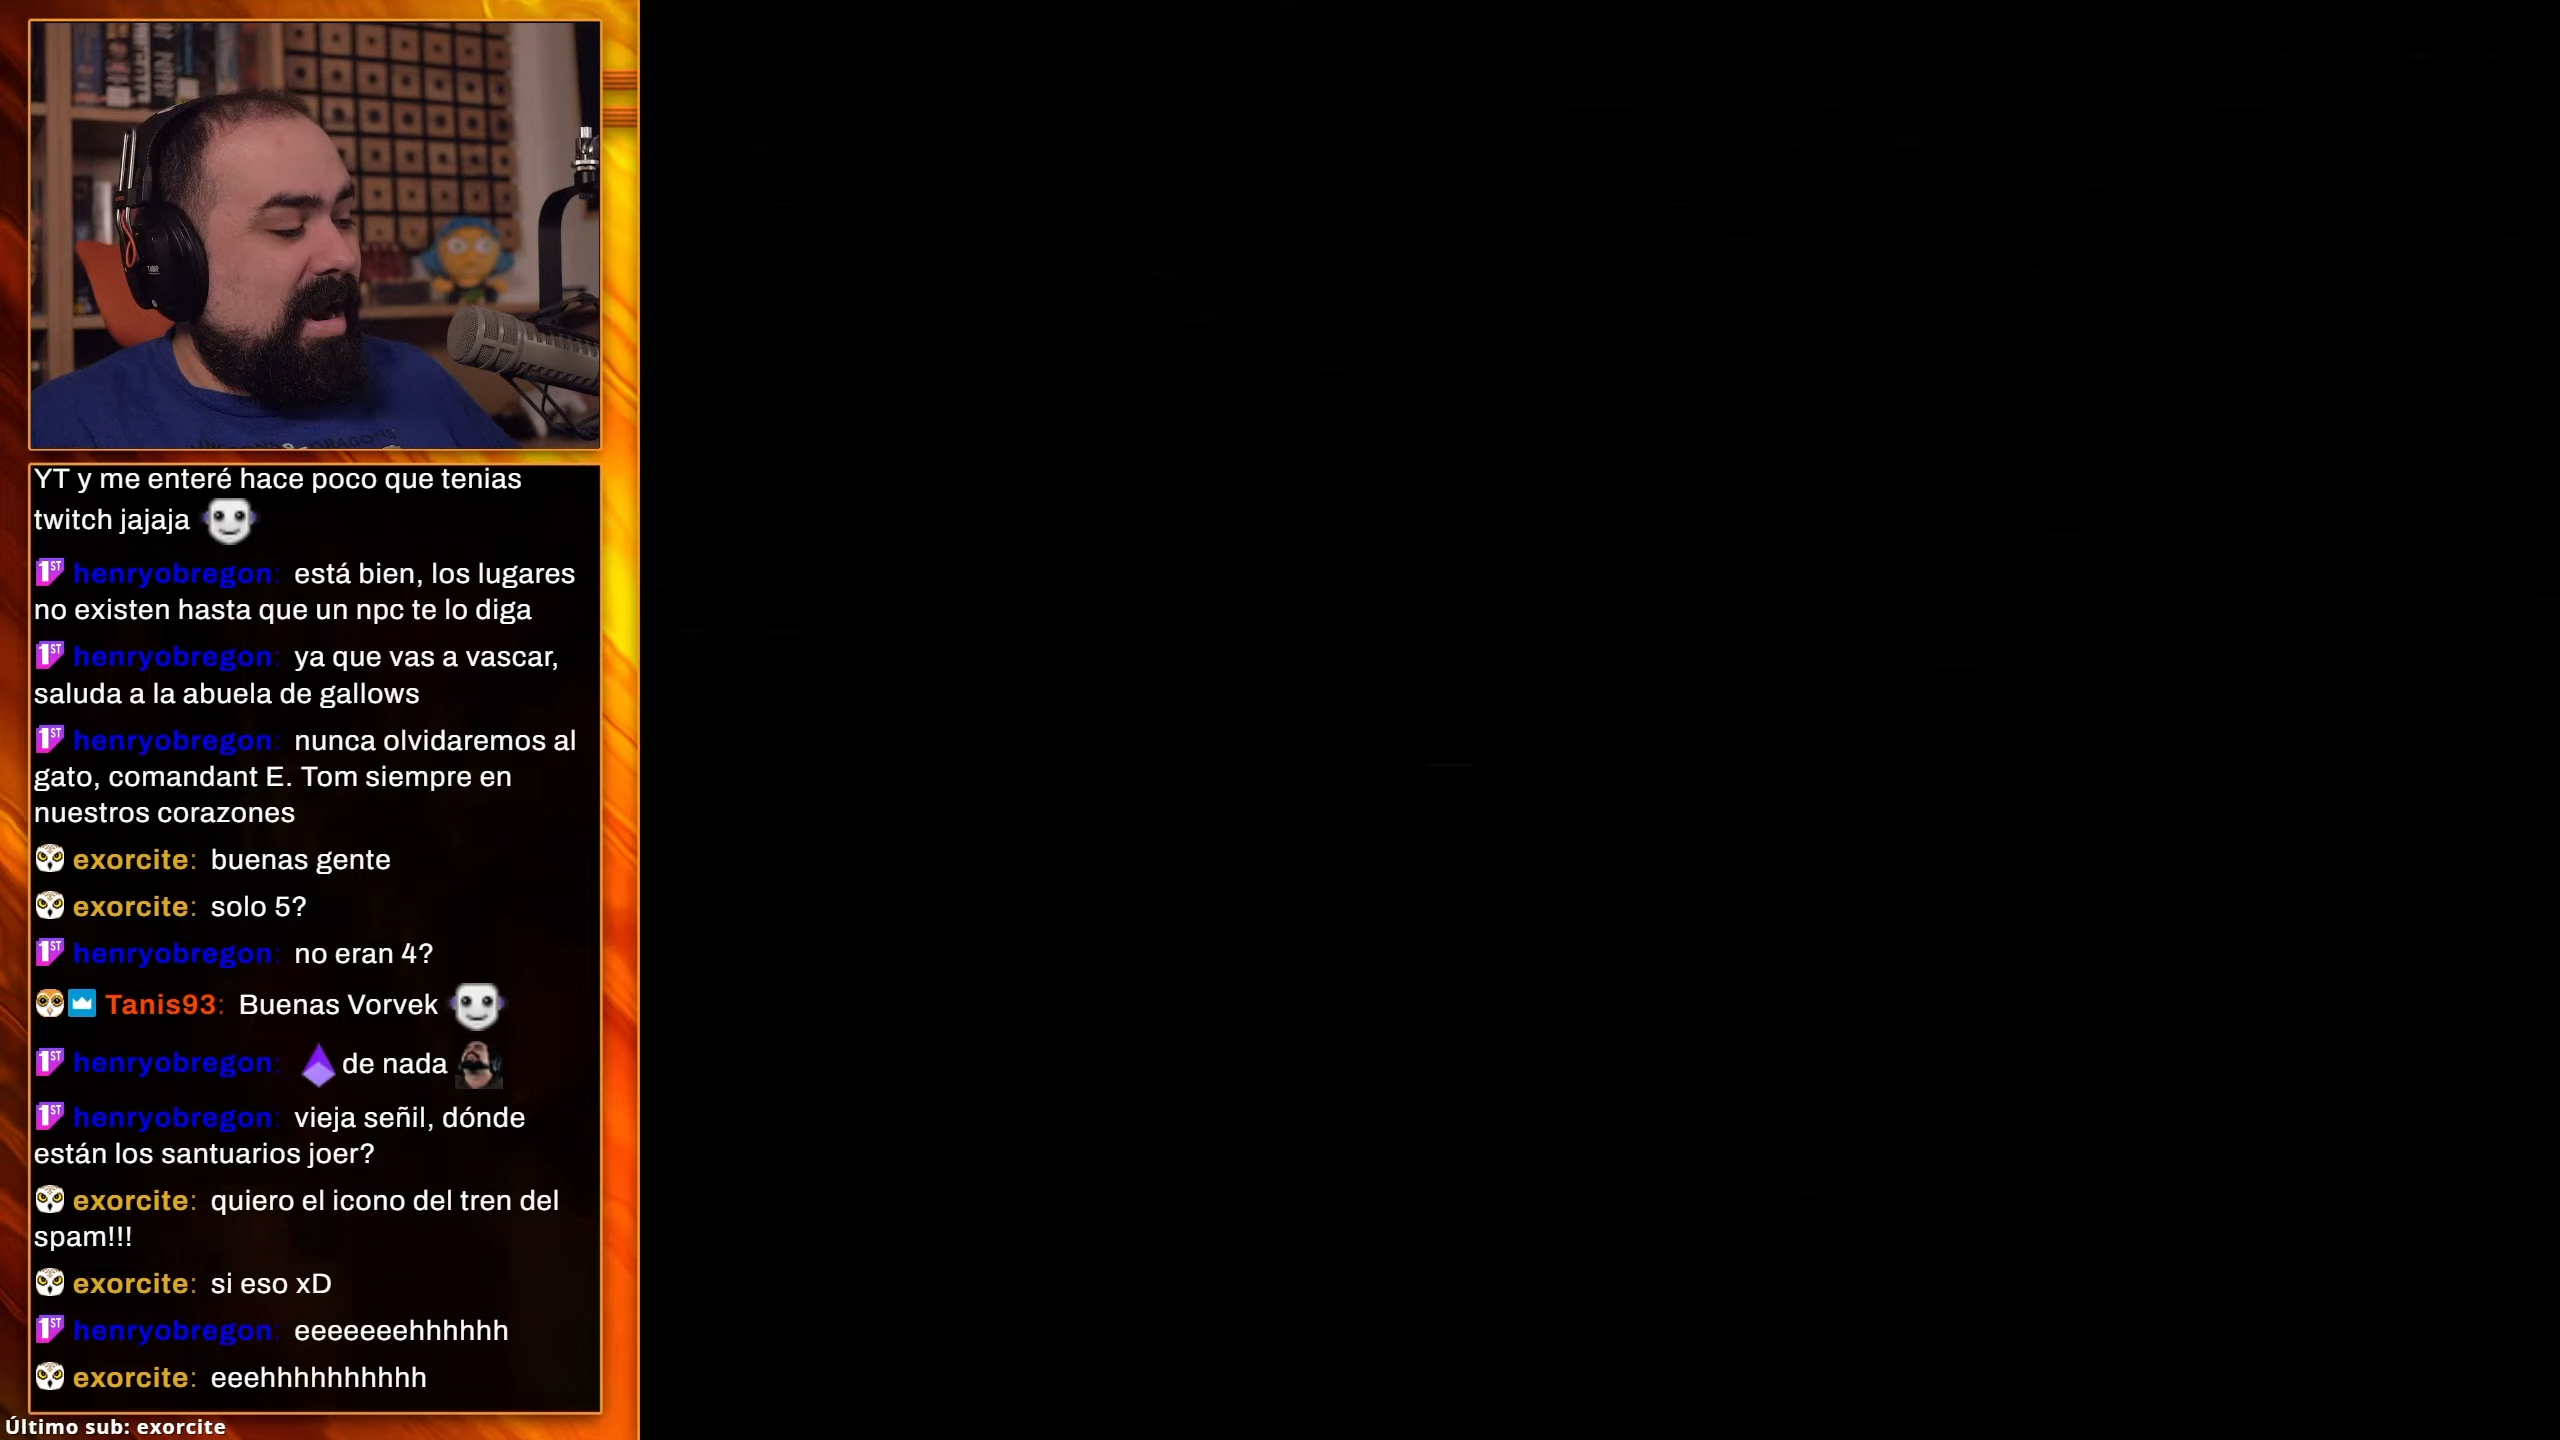 YT y me enteré hace poco que tenias
twitch jajaja
henryobregon: está bien, los lugares
no existen hasta que un npc te lo diga
henryobregon: ya que vas a vascar,
saluda a la abuela de gallows
henryobregon: nunca olvidaremos al
gato, comandant E. Tom siempre en
nuestros corazones
exorcite: buenas gente
exorcite: solo 5?
henryobregon: no eran 4?
Tanis93: Buenas Vorvek
henryobregon: de nada
henryobregon: vieja señil, dónde
están los santuarios joer?
exorcite: quiero el icono del tren del
spam!!!
exorcite: si eso xD
henryobregon: eeeeeeehhhhhh
exorcite: eeehhhhhhhhhh
Último sub: exorcite